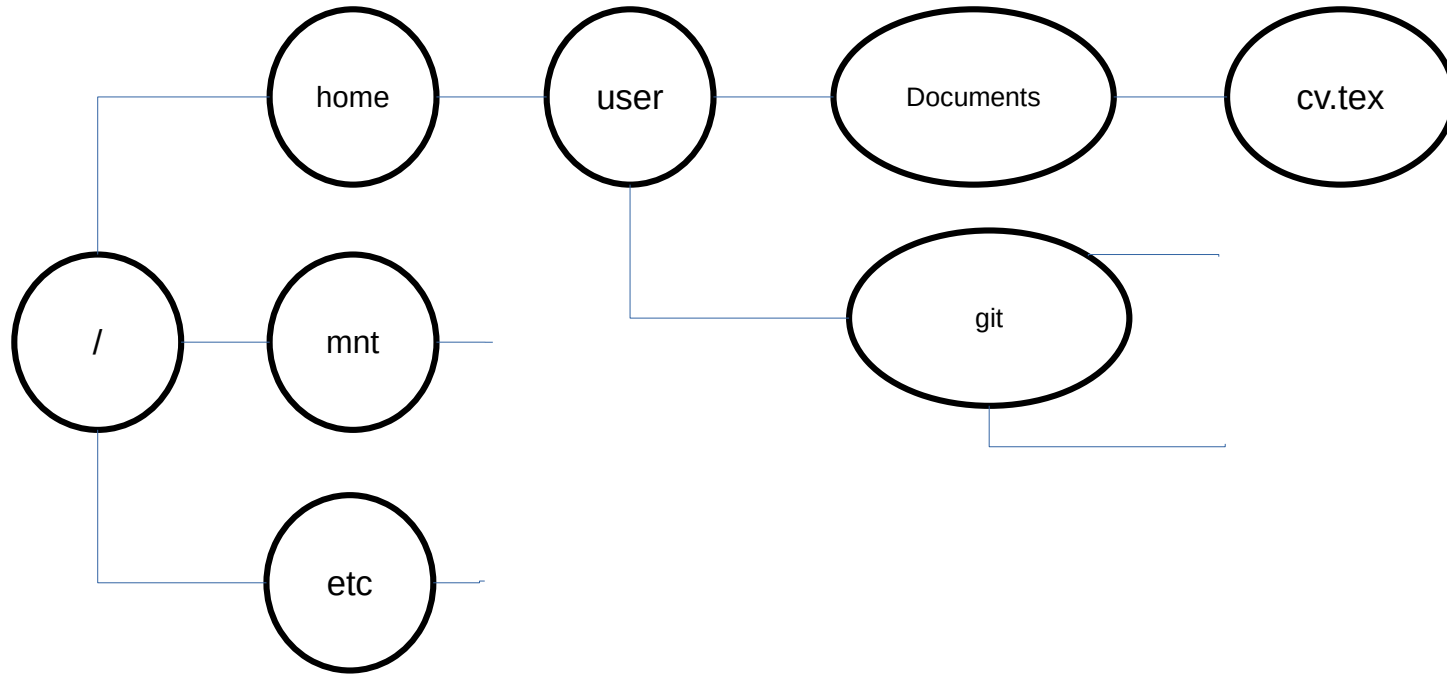 home
user
Documents
cv.tex
/
mnt
git
etc